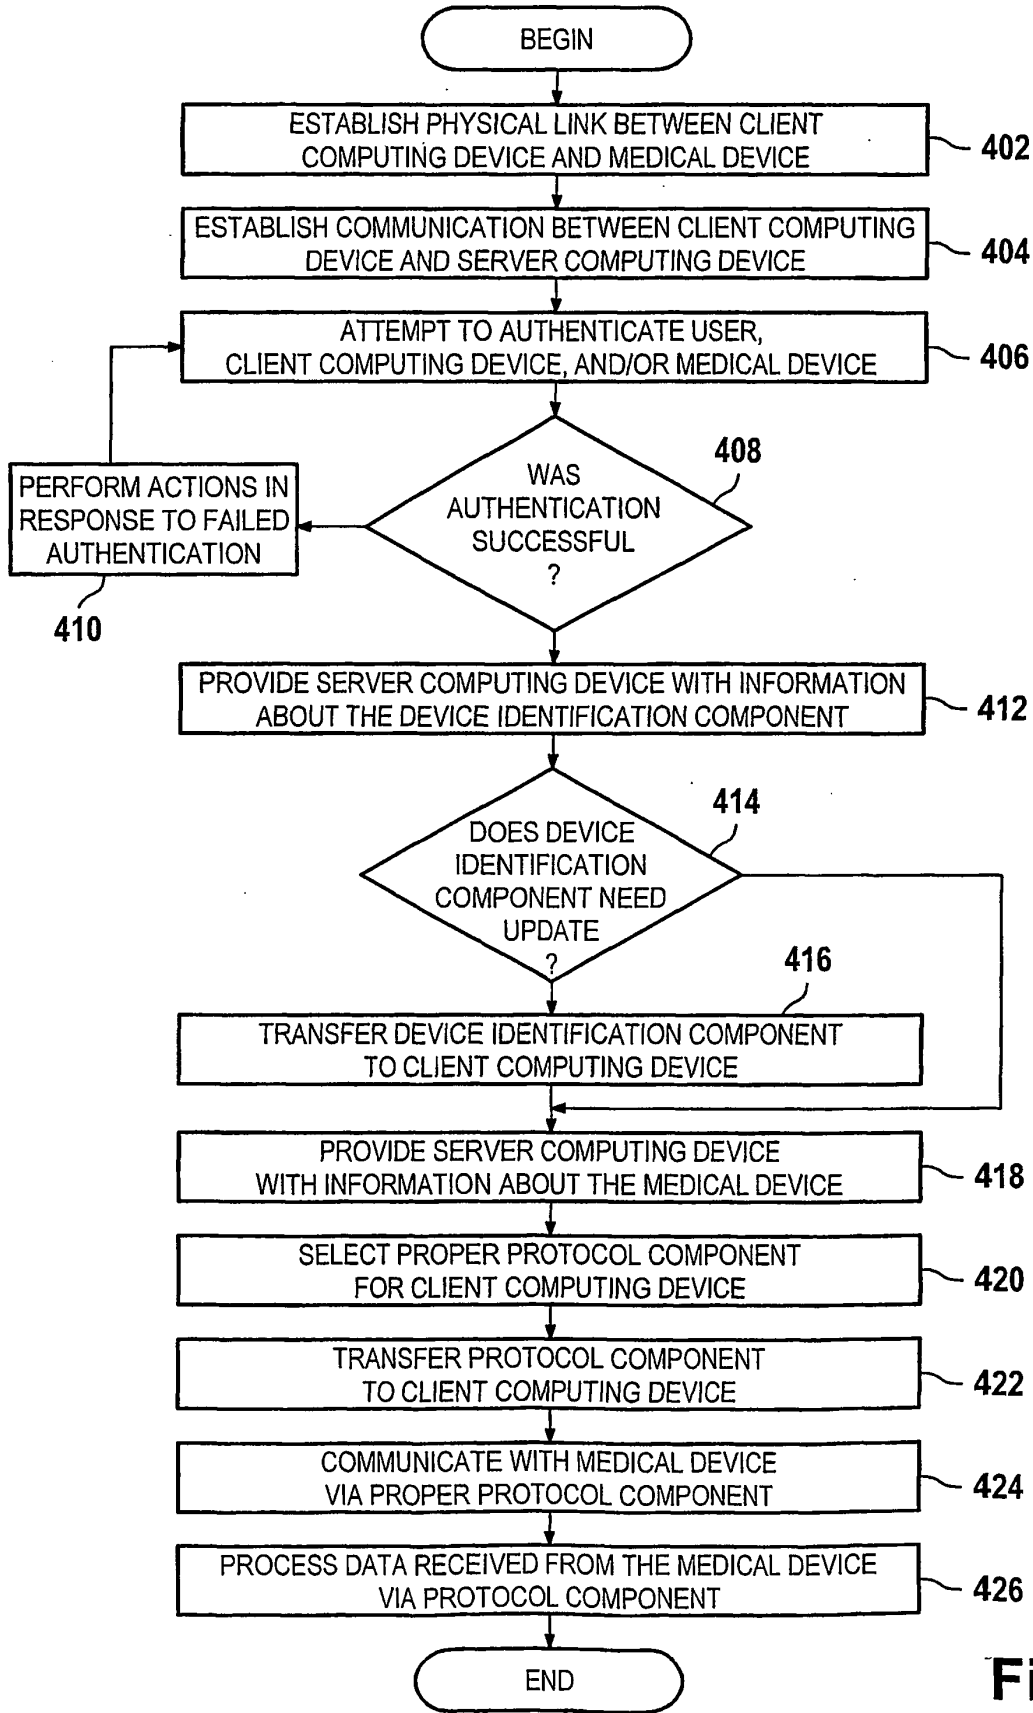 BEGIN
ESTABLISH PHYSICAL LINK BETWEEN CLIENT
COMPUTING DEVICE AND MEDICAL DEVICE
402
ESTABLISH COMMUNICATION BETWEEN CLIENT COMPUTING
DEVICE AND SERVER COMPUTING DEVICE
404
ATTEMPT TO AUTHENTICATE USER,
CLIENT COMPUTING DEVICE, AND/OR MEDICAL DEVICE
406
WAS
AUTHENTICATION
SUCCESSFUL
?
408
PERFORM ACTIONS IN
RESPONSE TO FAILED
AUTHENTICATION
410
PROVIDE SERVER COMPUTING DEVICE WITH INFORMATION
ABOUT THE DEVICE IDENTIFICATION COMPONENT
412
DOES DEVICE
IDENTIFICATION
COMPONENT NEED
UPDATE
?
414
416
TRANSFER DEVICE IDENTIFICATION COMPONENT
TO CLIENT COMPUTING DEVICE
PROVIDE SERVER COMPUTING DEVICE
WITH INFORMATION ABOUT THE MEDICAL DEVICE
418
SELECT PROPER PROTOCOL COMPONENT
FOR CLIENT COMPUTING DEVICE
420
TRANSFER PROTOCOL COMPONENT
TO CLIENT COMPUTING DEVICE
422
COMMUNICATE WITH MEDICAL DEVICE
VIA PROPER PROTOCOL COMPONENT
424
PROCESS DATA RECEIVED FROM THE MEDICAL DEVICE
VIA PROTOCOL COMPONENT
426
END
Fi